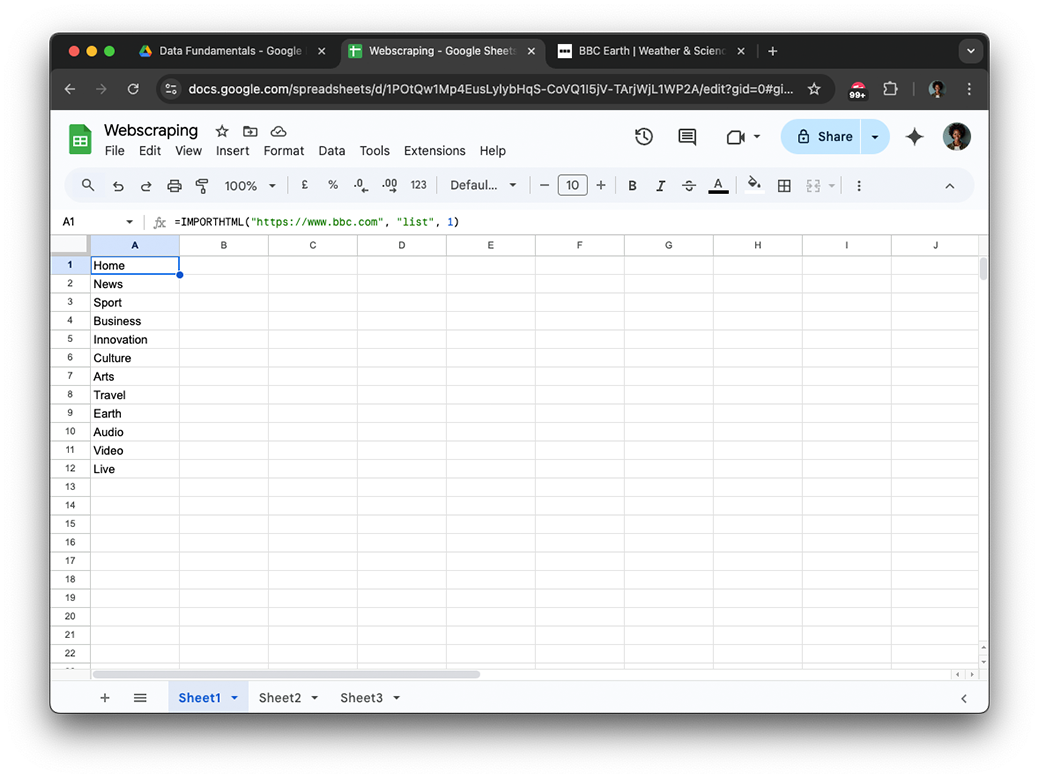 Data Fundamentals - Google
Webscraping - Google Sheets
BBC Earth | Weather & Scienc
docs.google.com/spreadsheets/d/1POtQw1Mp4EusLyIybHqS-CoVQ1I5jV-TArjWjL1WP2A/edit?gid=0#gi...
99+
Webscraping
File Edit View Insert Format Data Tools Extensions Help
Share
100% £ % .0 .00 123 Defaul... 10 B I S A
A1 fx =IMPORTHTML("https://www.bbc.com", "list", 1)
A B C D E F G H I J
1 Home
2 News
3 Sport
4 Business
5 Innovation
6 Culture
7 Arts
8 Travel
9 Earth
10 Audio
11 Video
12 Live
13
14
15
16
17
18
19
20
21
22
Sheet1 Sheet2 Sheet3